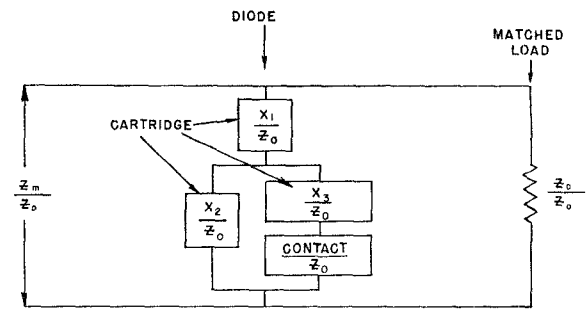 DIODE
MATCHED
LOAD
CARTRIDGE
X1
Z0
Zm
Z0
X2
Z0
X3
Z0
CONTACT
Z0
Z0
Z0